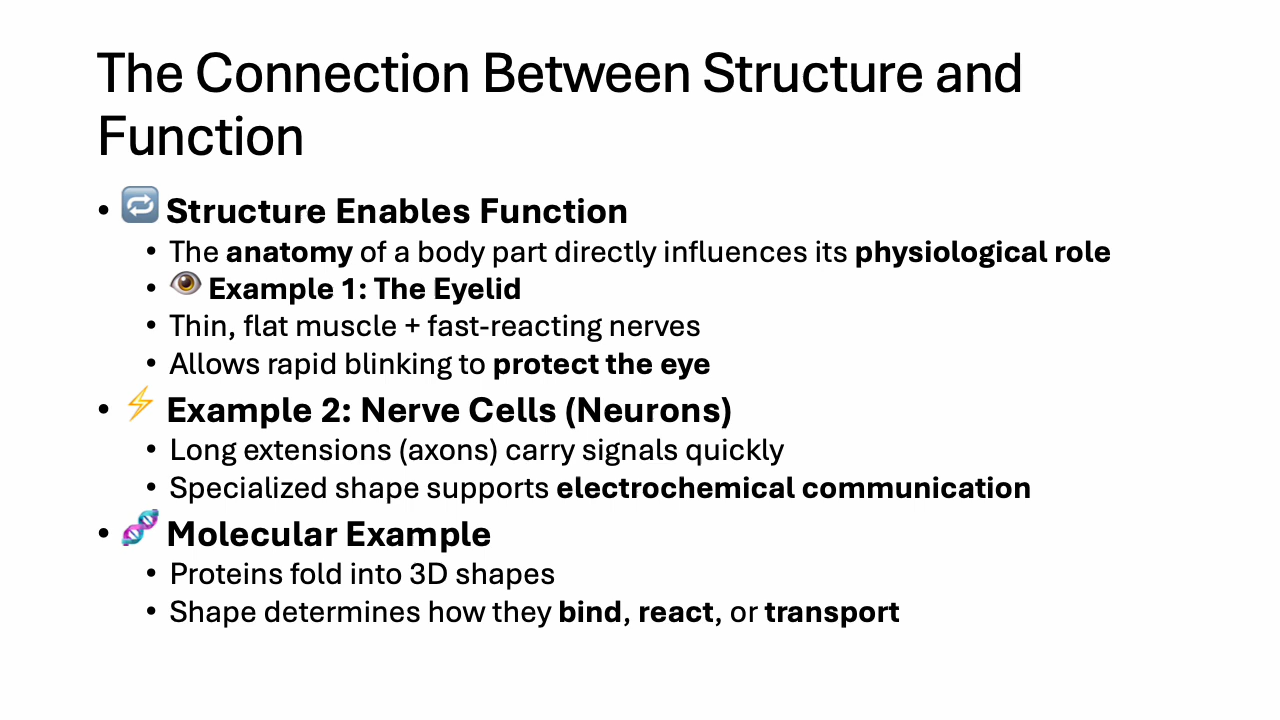 The Connection Between Structure and
Function
• 🔁 Structure Enables Function
• The anatomy of a body part directly influences its physiological role
• 👁️ Example 1: The Eyelid
• Thin, flat muscle + fast-reacting nerves
• Allows rapid blinking to protect the eye
• ⚡ Example 2: Nerve Cells (Neurons)
• Long extensions (axons) carry signals quickly
• Specialized shape supports electrochemical communication
• 🧬 Molecular Example
• Proteins fold into 3D shapes
• Shape determines how they bind, react, or transport